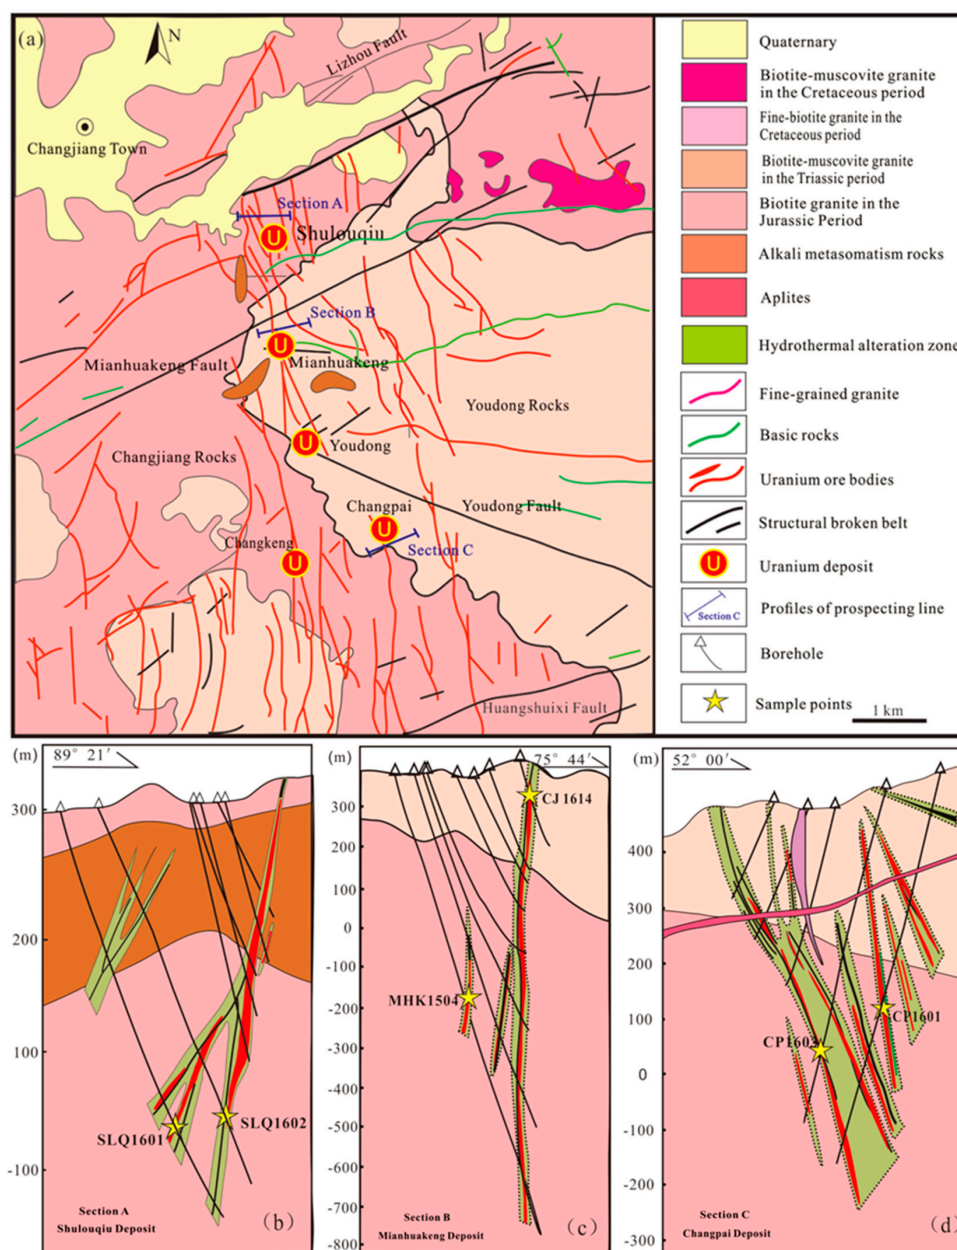 (a)
N
Lizhou Fault
Changjiang Town
Section A
U
Shulouqiu
Section B
U
Mianhuakeng
Mianhuakeng Fault
Youdong Rocks
U
Youdong
Changjiang Rocks
Changpai
Youdong Fault
U
Changkeng
Section C
U
Huangshuixi Fault
Quaternary
Biotite-muscovite granite
in the Cretaceous period
Fine-biotite granite in the
Cretaceous period
Biotite-muscovite granite
in the Triassic period
Biotite granite in the
Jurassic Period
Alkali metasomatism rocks
Aplites
Hydrothermal alteration zone
Fine-grained granite
Basic rocks
Uranium ore bodies
Structural broken belt
U
Uranium deposit
Section C
Profiles of prospecting line
Borehole
Sample points
1 km
(m)
89° 21′
300
200
100
-100
SLQ1601
SLQ1602
Section A
Shulouqiu Deposit
(b)
(m)
75° 44′
300
200
100
0
-100
-200
-300
-400
-500
-600
-700
-800
CJ1614
MHK1504
Section B
Mianhuakeng Deposit
(c)
(m)
52° 00′
400
300
200
100
0
-100
-200
-300
CP1601
CP1602
Section C
Changpai Deposit
(d)